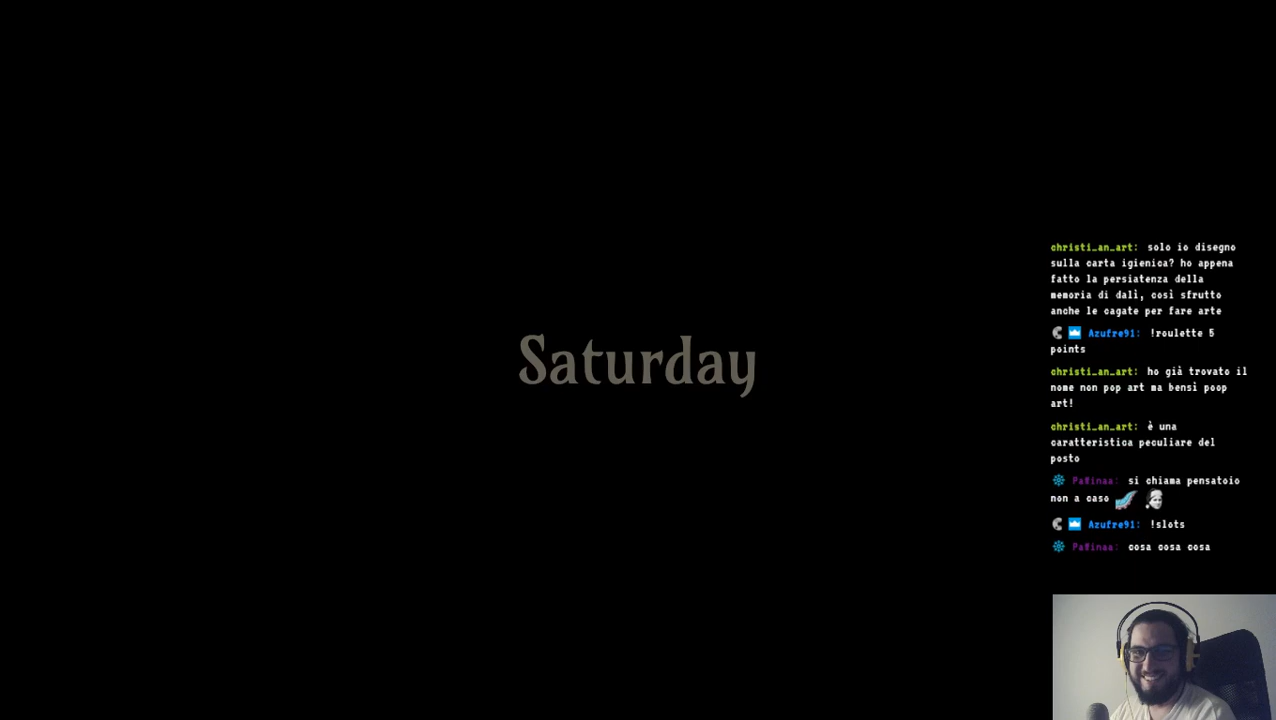 Saturday
christi_an_art: solo io disegno
sulla carta igienica? ho appena
fatto la persiatenza della
memoria di dalì, così sfrutto
anche le cagate per fare arte
Azufre91: !roulette 5
points
christi_an_art: ho già trovato il
nome non pop art ma bensì poop
art!
christi_an_art: è una
caratteristica peculiare del
posto
si chiama pensatoio
non a caso
Azufre91: !slots
cosa cosa cosa